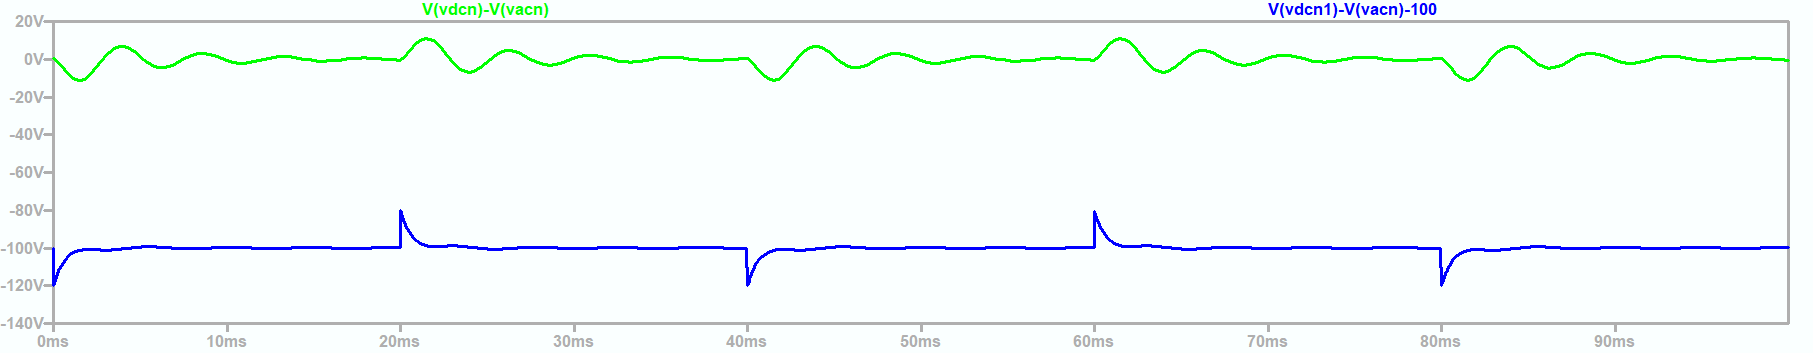 V(vdcn)-V(vacn) V(vdcn1)-V(vacn)-100
20V
0V
-20V
-40V
-60V
-80V
-100V
-120V
-140V
0ms 10ms 20ms 30ms 40ms 50ms 60ms 70ms 80ms 90ms